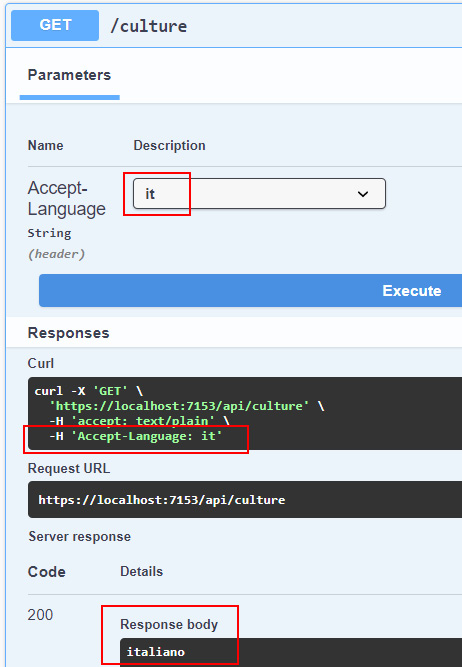 GET /culture
Parameters
Name Description
Accept-
Language
it
String
(header)
Execute
Responses
Curl
curl -X 'GET' \
'https://localhost:7153/api/culture' \
-H 'accept: text/plain' \
-H 'Accept-Language: it'
Request URL
https://localhost:7153/api/culture
Server response
Code Details
200
Response body
italiano